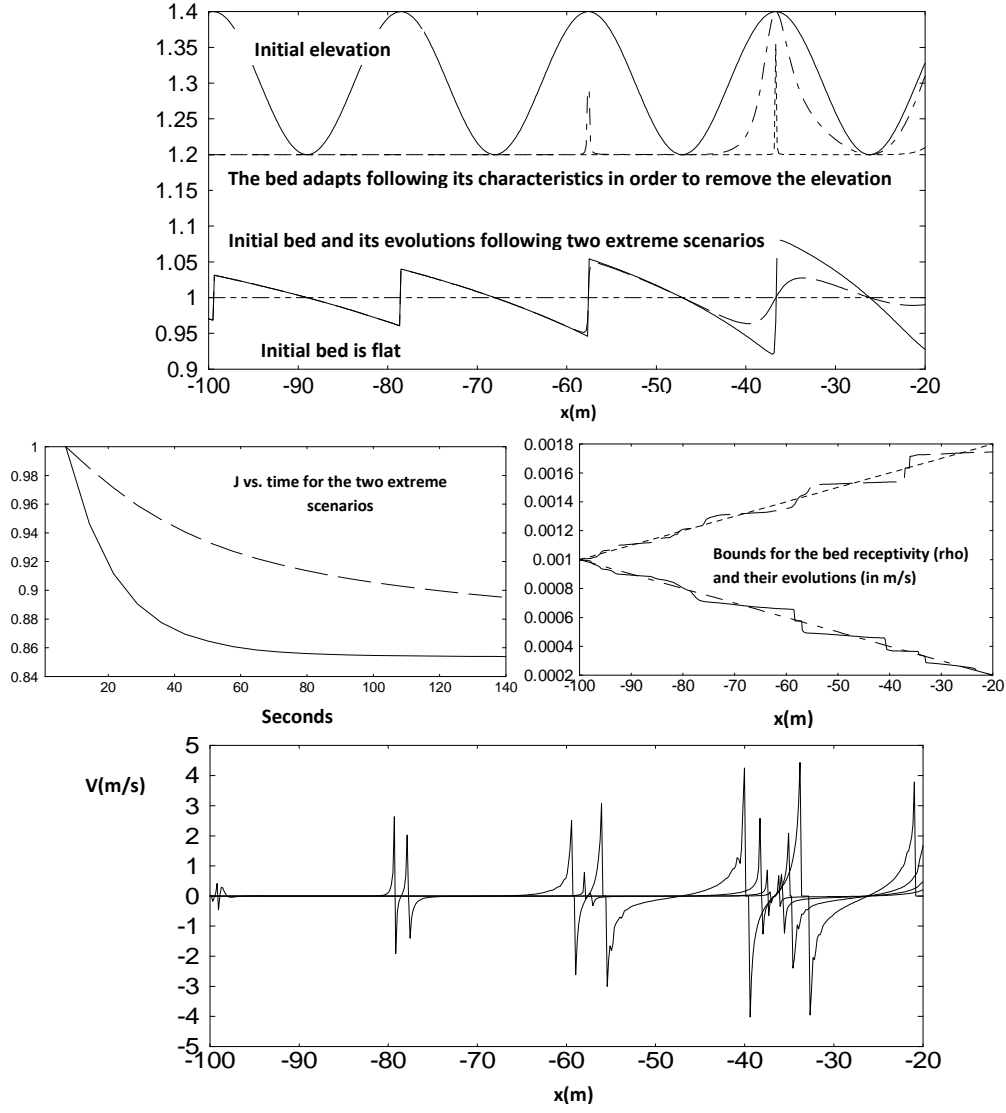 1.4
Initial elevation
1.35
1.3
1.25
1.2
The bed adapts following its characteristics in order to remove the elevation
1.15
1.1
Initial bed and its evolutions following two extreme scenarios
1.05
1
0.95
Initial bed is flat
0.9
-100 -90 -80 -70 -60 -50 -40 -30 -20
x(m)
1
0.98
0.96
0.94
0.92
0.9
0.88
0.86
0.84
J vs. time for the two extreme
scenarios
20 40 60 80 100 120 140
Seconds
0.0018
0.0016
0.0014
0.0012
0.001
0.0008
0.0006
0.0004
0.0002
Bounds for the bed receptivity (rho)
and their evolutions (in m/s)
-100 -90 -80 -70 -60 -50 -40 -30 -20
x(m)
V(m/s)
5
4
3
2
1
0
-1
-2
-3
-4
-5
-100 -90 -80 -70 -60 -50 -40 -30 -20
x(m)